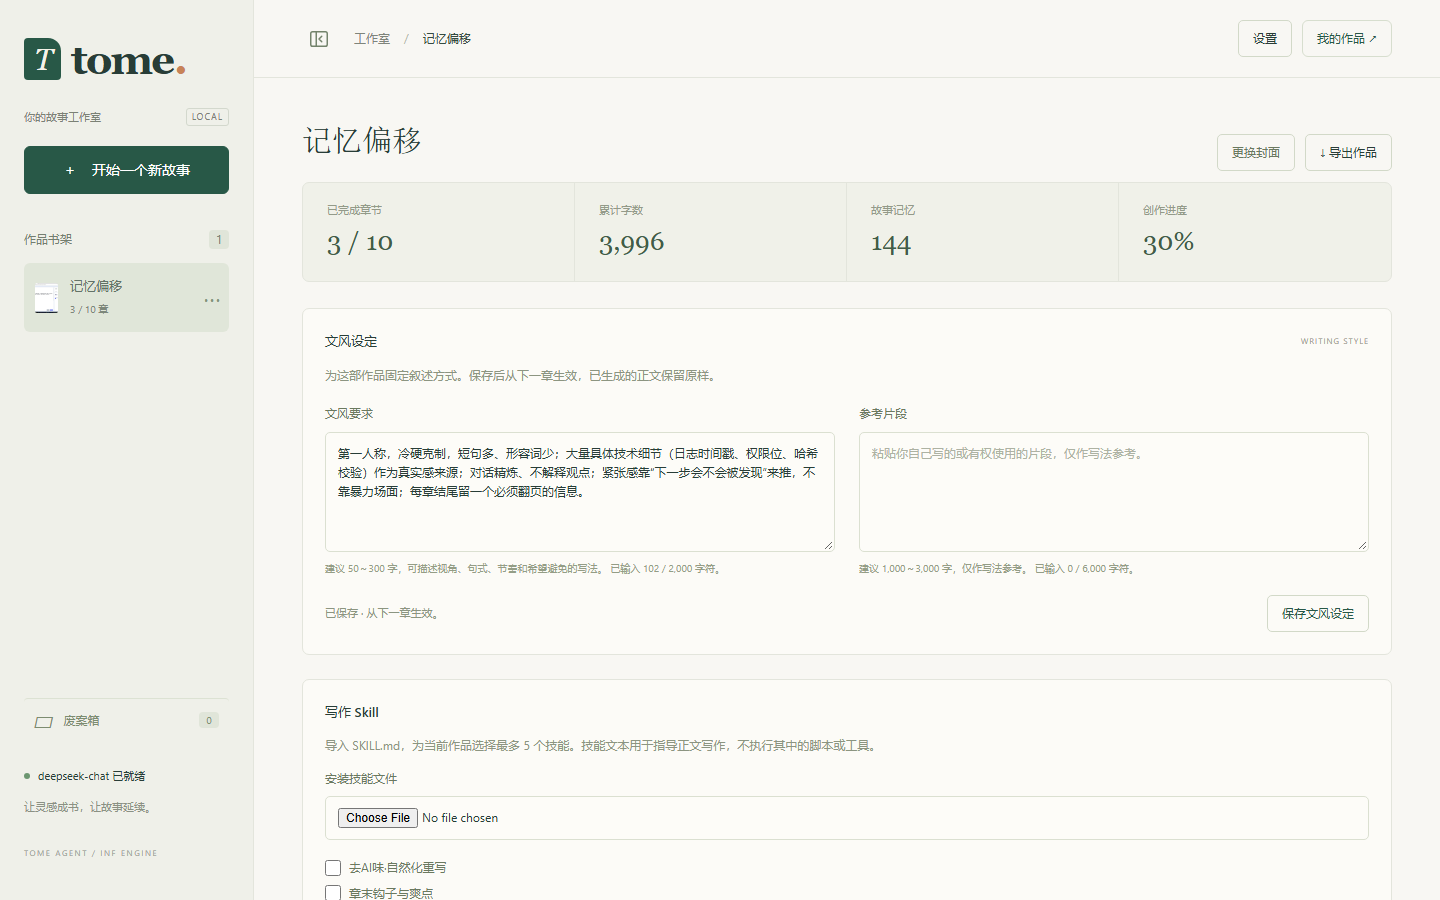 T tome.
你的故事工作室
LOCAL
+ 开始一个新故事
作品书架
1
记忆偏移
3 / 10 章
废案箱
0
deepseek-chat 已就绪
让灵感成书，让故事延续。
TOME AGENT / INF ENGINE
工作室 / 记忆偏移
设置
我的作品 ↗
记忆偏移
更换封面
↓ 导出作品
已完成章节
3 / 10
累计字数
3,996
故事记忆
144
创作进度
30%
文风设定
WRITING STYLE
为这部作品固定叙述方式。保存后从下一章生效，已生成的正文保留原样。
文风要求
第一人称，冷硬克制，短句多、形容词少；大量具体技术细节（日志时间戳、权限位、哈希
校验）作为真实感来源；对话精炼、不解释观点；紧张感靠"下一步会不会被发现"来推，不
靠暴力场面；每章结尾留一个必须翻页的信息。
建议 50～300 字，可描述视角、句式、节奏和希望避免的写法。 已输入 102 / 2,000 字符。
参考片段
粘贴你自己写的或有权使用的片段，仅作写法参考。
建议 1,000～3,000 字，仅作写法参考。 已输入 0 / 6,000 字符。
已保存 · 从下一章生效。
保存文风设定
写作 Skill
导入 SKILL.md，为当前作品选择最多 5 个技能。技能文本用于指导正文写作，不执行其中的脚本或工具。
安装技能文件
Choose File No file chosen
去AI味·自然化重写
章末钩子与爽点